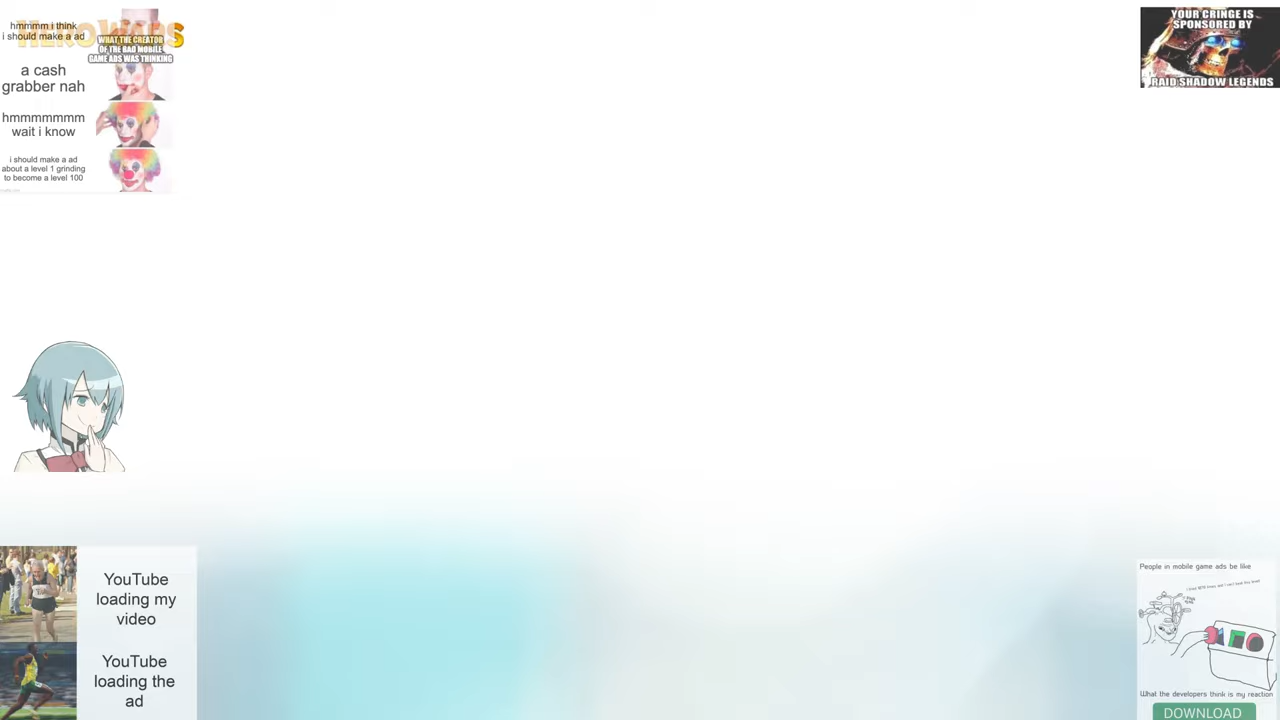 hmmmm i think
i should make a ad
HEROWARS
WHAT THE CREATOR
OF THE BAD MOBILE
GAME ADS WAS THINKING
a cash
grabber nah
hmmmmmmm
wait i know
i should make a ad
about a level 1 grinding
to become a level 100
YOUR CRINGE IS
SPONSORED BY
RAID SHADOW LEGENDS
YouTube
loading my
video
YouTube
loading the
ad
People in mobile game ads be like
What the developers think is my reaction
DOWNLOAD